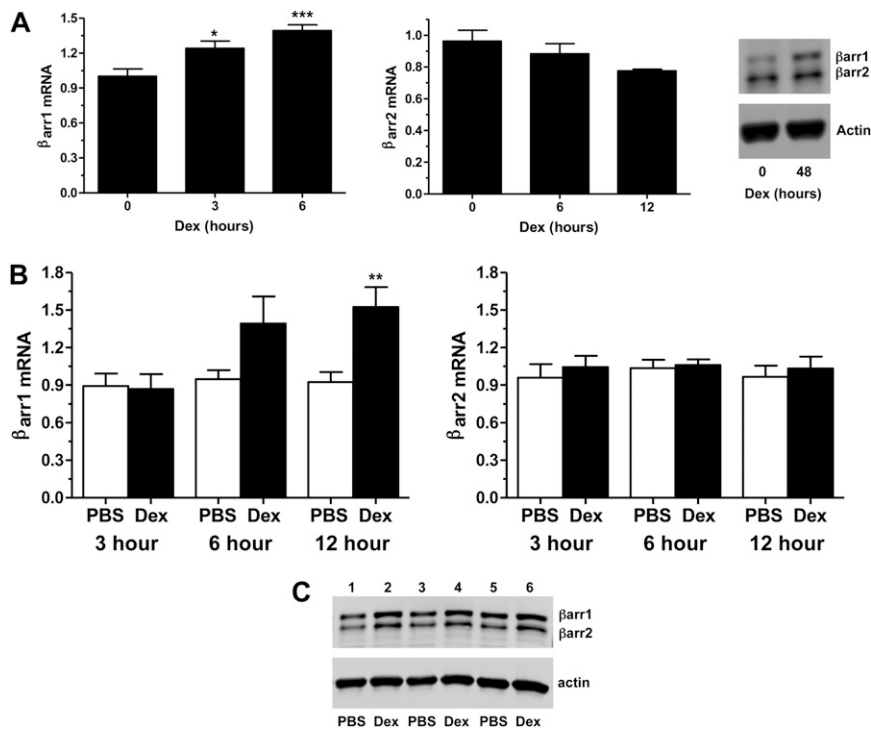 A
βarr1 mRNA
1.5
1.2
0.9
0.6
0.3
0.0
*
***
0 3 6
Dex (hours)
βarr2 mRNA
1.0
0.8
0.6
0.4
0.2
0.0
0 6 12
Dex (hours)
βarr1
βarr2
Actin
0 48
Dex (hours)
B
βarr1 mRNA
1.8
1.5
1.2
0.9
0.6
0.3
0.0
**
PBS Dex PBS Dex PBS Dex
3 hour 6 hour 12 hour
βarr2 mRNA
1.8
1.5
1.2
0.9
0.6
0.3
0.0
PBS Dex PBS Dex PBS Dex
3 hour 6 hour 12 hour
C
1 2 3 4 5 6
βarr1
βarr2
actin
PBS Dex PBS Dex PBS Dex